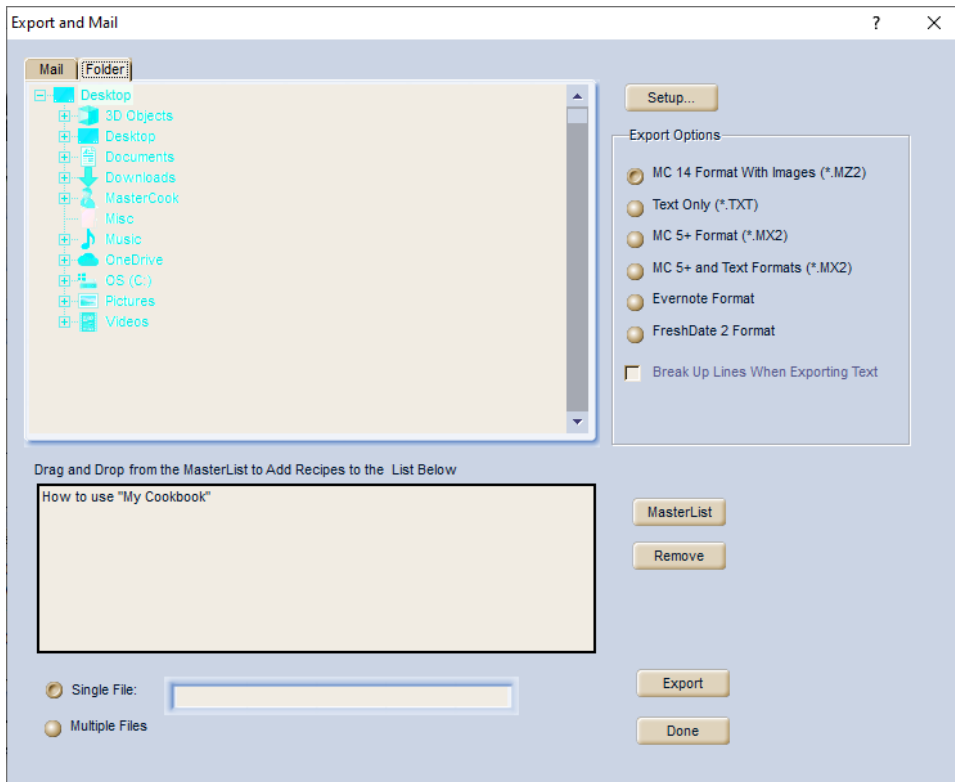 Export and Mail
?
Mail
Folder
Desktop
3D Objects
Desktop
Documents
Downloads
MasterCook
Misc
Music
OneDrive
OS (C:)
Pictures
Videos
Setup...
Export Options
MC 14 Format With Images (*.MZ2)
Text Only (*.TXT)
MC 5+ Format (*.MX2)
MC 5+ and Text Formats (*.MX2)
Evernote Format
FreshDate 2 Format
Break Up Lines When Exporting Text
Drag and Drop from the MasterList to Add Recipes to the List Below
How to use "My Cookbook"
MasterList
Remove
Single File:
Multiple Files
Export
Done